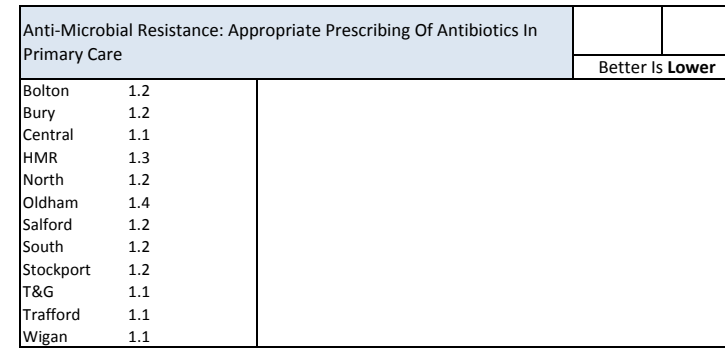 Anti-Microbial Resistance: Appropriate Prescribing Of Antibiotics In
Primary Care
Better Is Lower
Bolton 1.2
Bury 1.2
Central 1.1
HMR 1.3
North 1.2
Oldham 1.4
Salford 1.2
South 1.2
Stockport 1.2
T&G 1.1
Trafford 1.1
Wigan 1.1